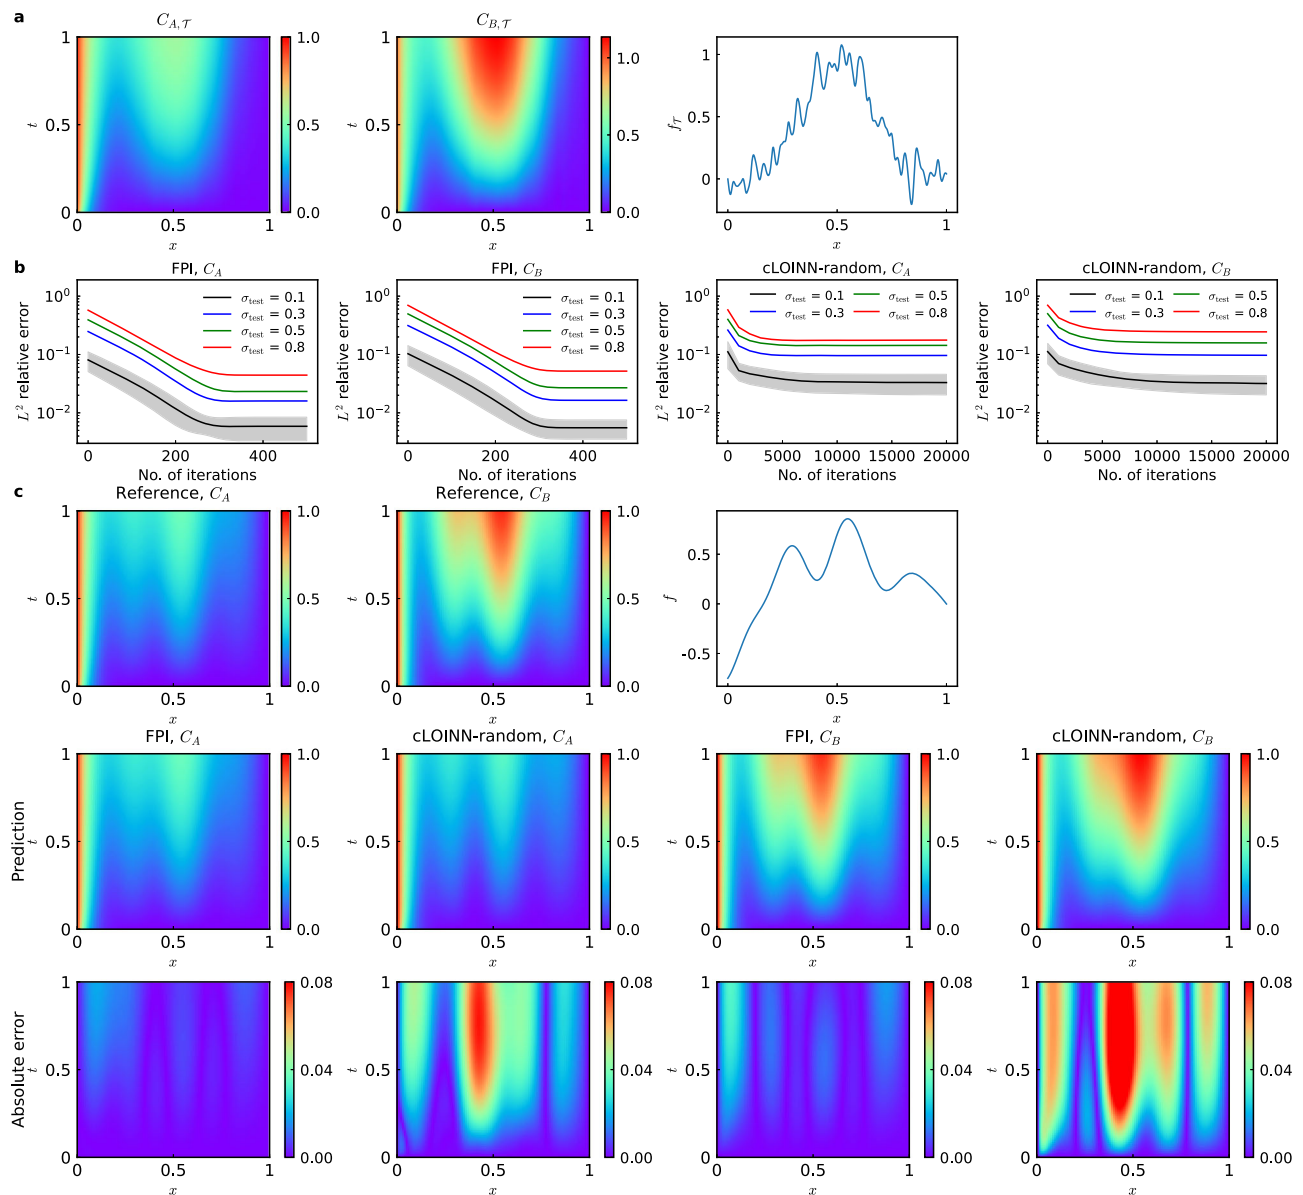 a
C_{A,𝒯}
C_{B,𝒯}
1
0.5
0
t
0
0.5
1
x
1.0
0.5
0.0
1
0.5
0
t
0
0.5
1
x
1.0
0.5
0.0
1
0.5
0
f_𝒯
0
0.5
1
x
b
FPI, C_A
FPI, C_B
cLOINN-random, C_A
cLOINN-random, C_B
L² relative error
10⁰
10⁻¹
10⁻²
σ_test = 0.1
σ_test = 0.3
σ_test = 0.5
σ_test = 0.8
0
200
400
No. of iterations
L² relative error
10⁰
10⁻¹
10⁻²
σ_test = 0.1
σ_test = 0.3
σ_test = 0.5
σ_test = 0.8
0
200
400
No. of iterations
L² relative error
10⁰
10⁻¹
10⁻²
σ_test = 0.1 σ_test = 0.5
σ_test = 0.3 σ_test = 0.8
0 5000 10000 15000 20000
No. of iterations
L² relative error
10⁰
10⁻¹
10⁻²
σ_test = 0.1 σ_test = 0.5
σ_test = 0.3 σ_test = 0.8
0 5000 10000 15000 20000
No. of iterations
c
Reference, C_A
Reference, C_B
1
0.5
0
t
0
0.5
1
x
1.0
0.5
0.0
1
0.5
0
t
0
0.5
1
x
1.0
0.5
0.0
0.5
0
-0.5
f
0
0.5
1
x
Prediction
FPI, C_A
cLOINN-random, C_A
FPI, C_B
cLOINN-random, C_B
1
0.5
0
t
0
0.5
1
x
1.0
0.5
0.0
1
0.5
0
t
0
0.5
1
x
1.0
0.5
0.0
1
0.5
0
t
0
0.5
1
x
1.0
0.5
0.0
1
0.5
0
t
0
0.5
1
x
1.0
0.5
0.0
Absolute error
1
0.5
0
t
0
0.5
1
x
0.08
0.04
0.00
1
0.5
0
t
0
0.5
1
x
0.08
0.04
0.00
1
0.5
0
t
0
0.5
1
x
0.08
0.04
0.00
1
0.5
0
t
0
0.5
1
x
0.08
0.04
0.00